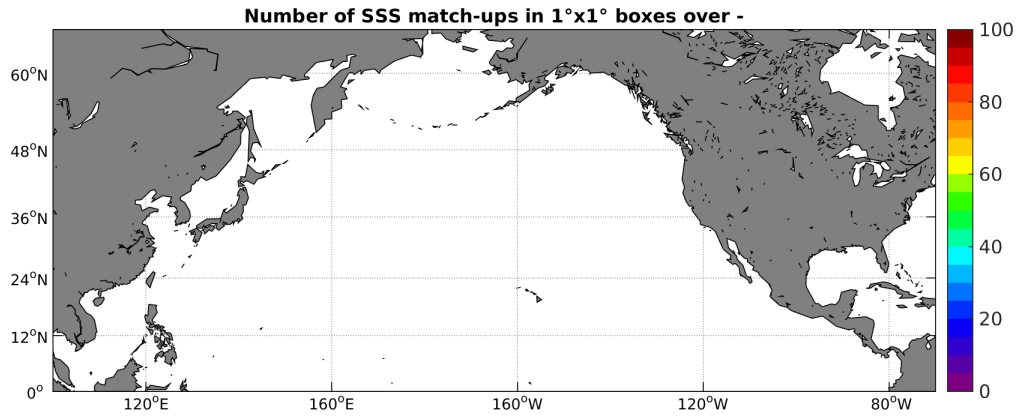 Number of SSS match-ups in 1°x1° boxes over -
60°N
48°N
36°N
24°N
12°N
0°
120°E
160°E
160°W
120°W
80°W
100
80
60
40
20
0